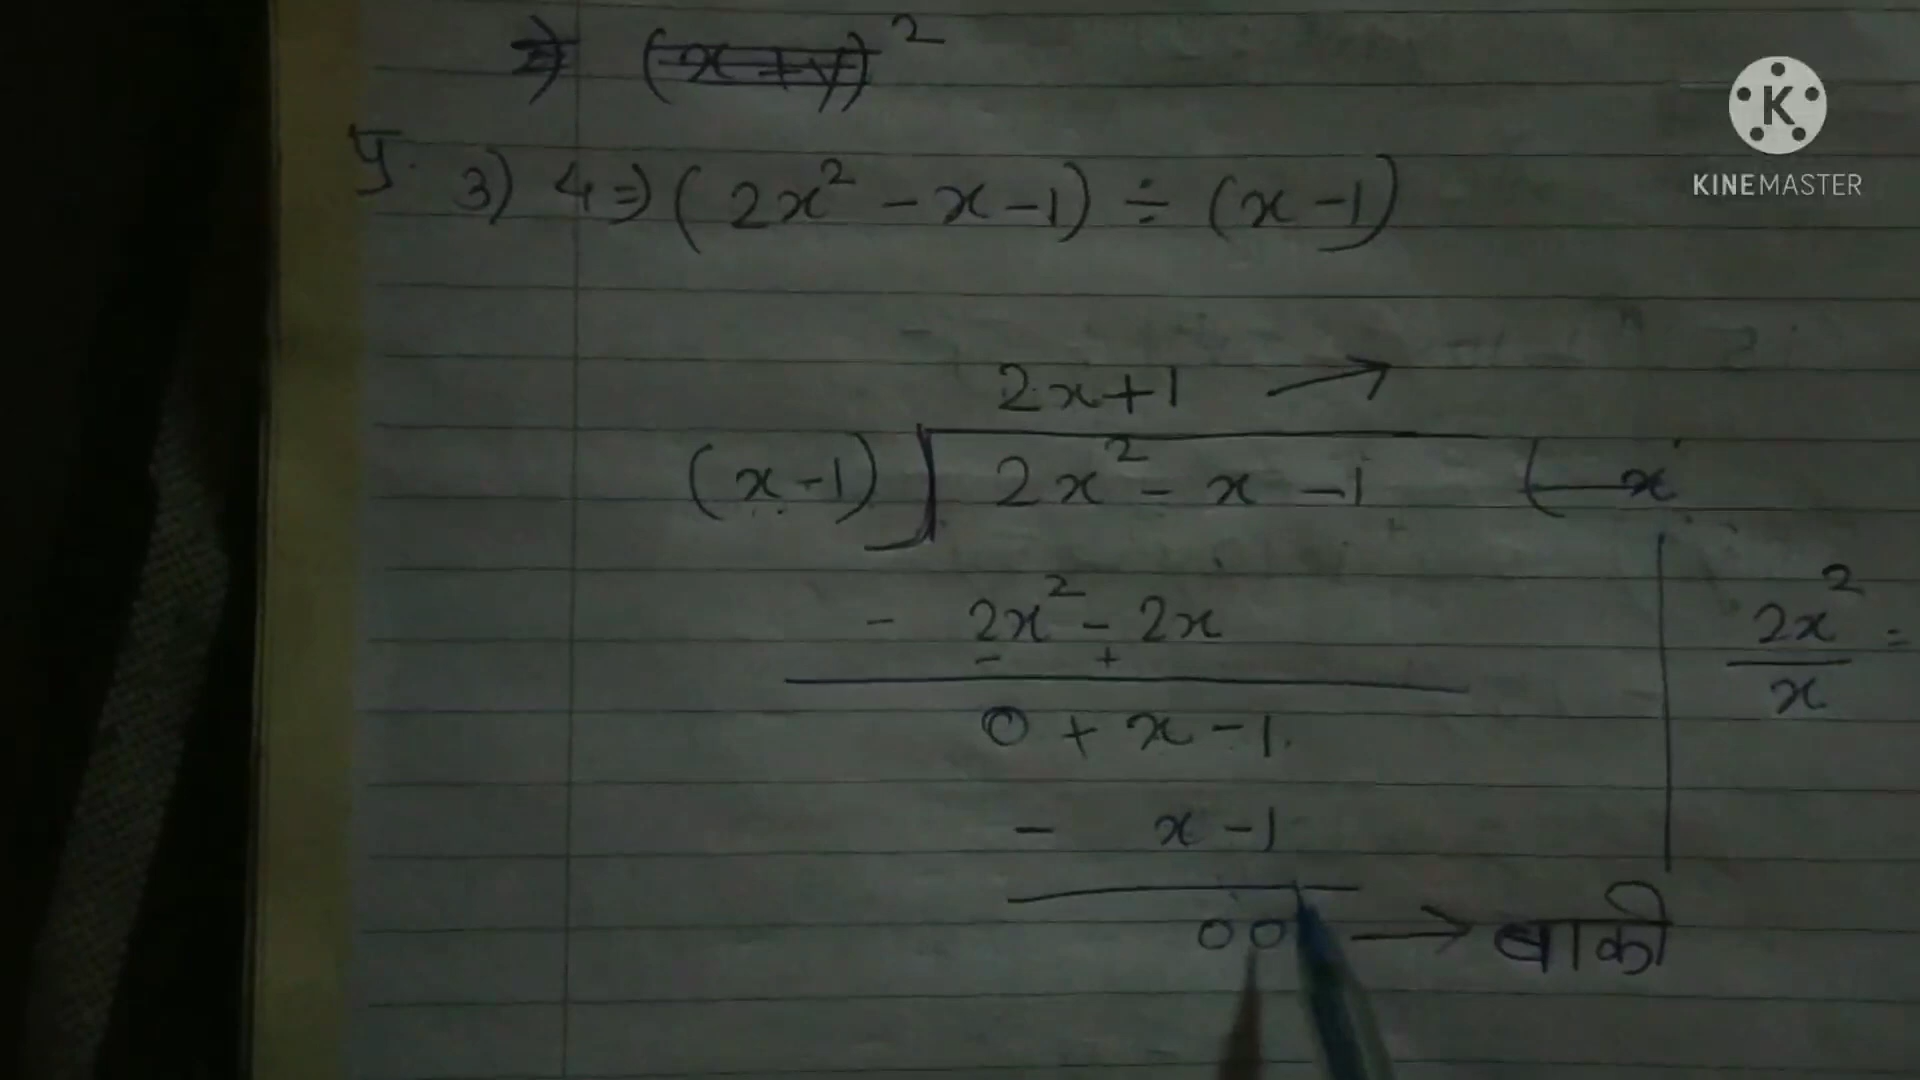 ⇒ (x+y)²
y. 3) 4⇒ (2x² - x - 1) ÷ (x - 1)
2x+1 →
(x-1) 2x² - x - 1 (—x
- 2x² - 2x
- +
0 + x - 1
- x - 1
00 → बाकी
2x² =
x
KINEMASTER